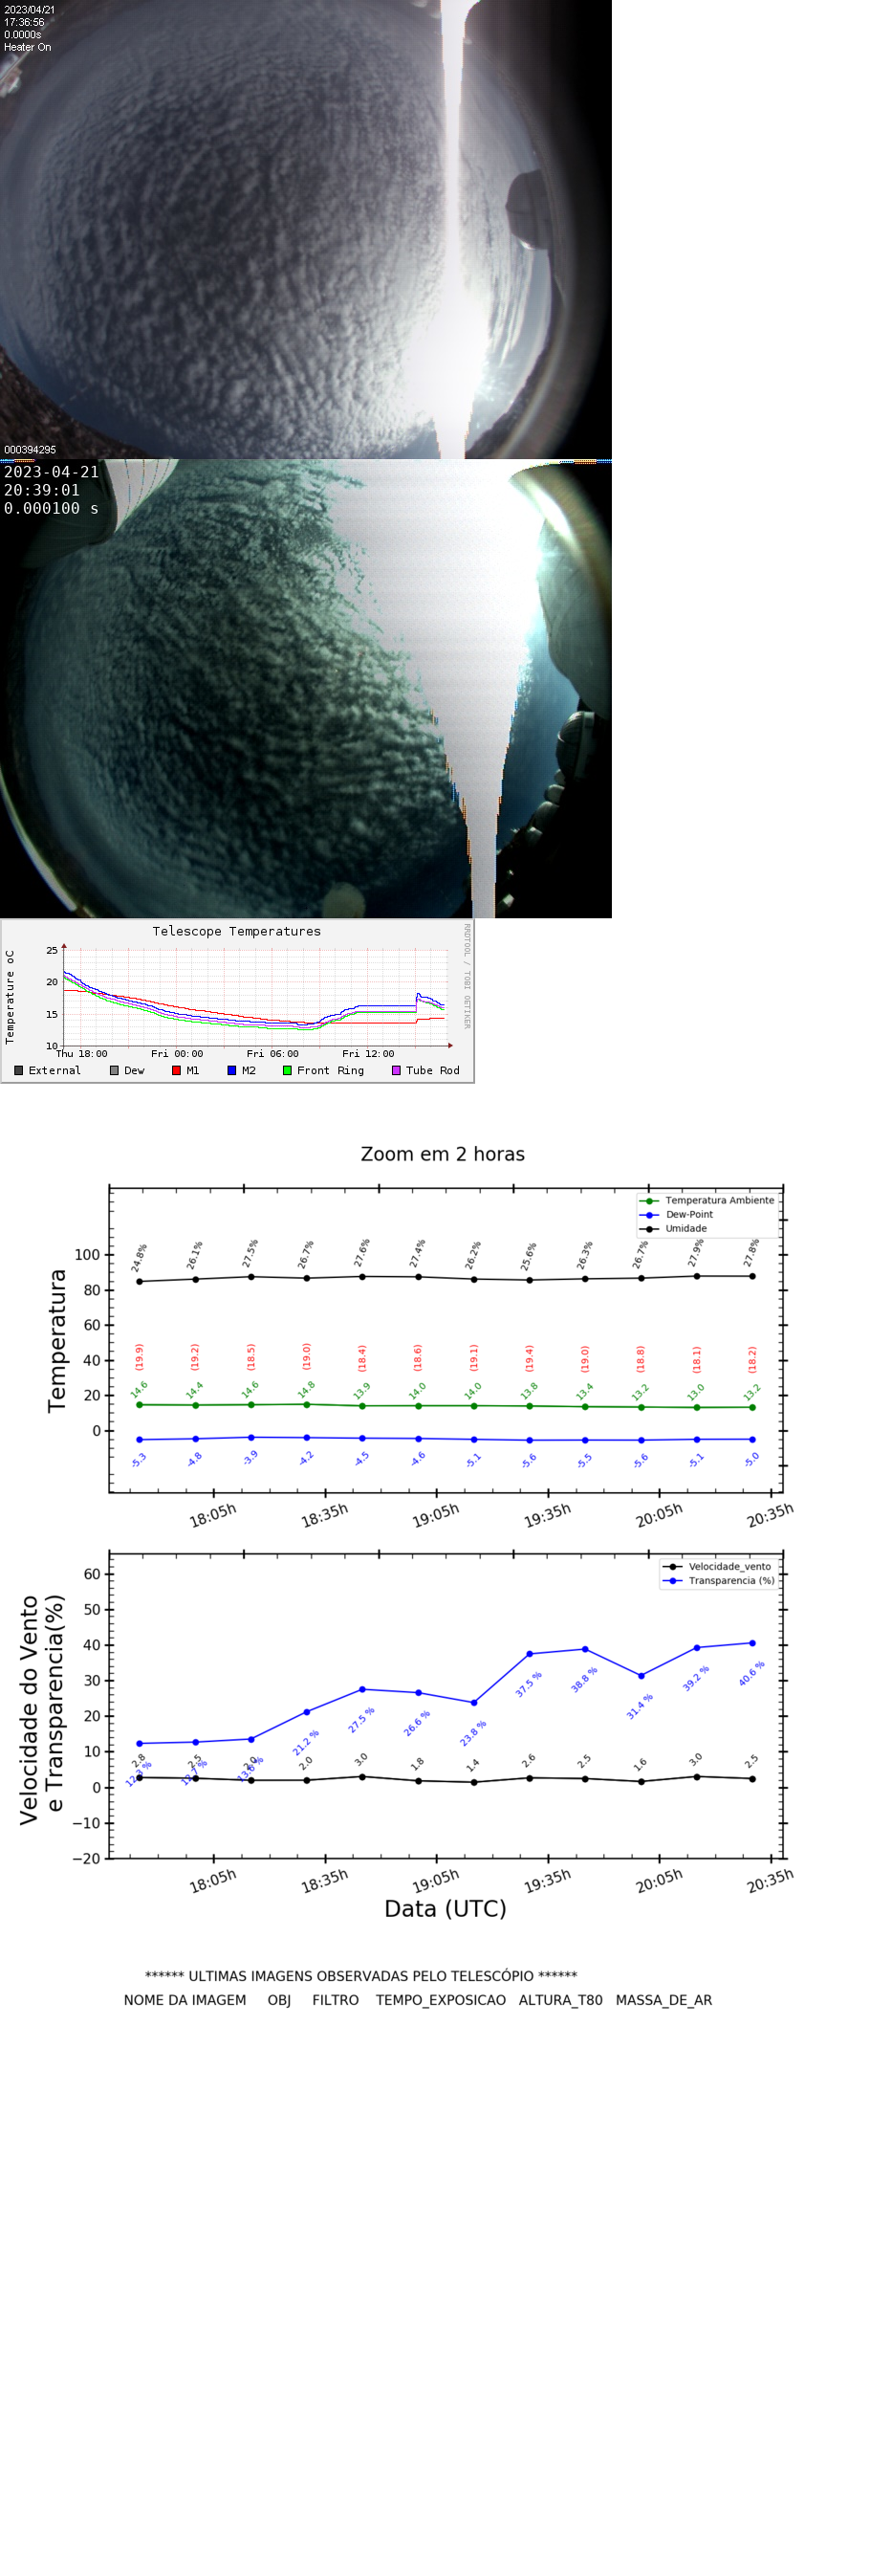 2023/04/21
17:36:56
0.0000s
Heater On
000394295
2023-04-21
20:39:01
0.000100 s
Telescope Temperatures
RRDTOOL / TOBI OETIKER
Temperature oC
25
20
15
10
Thu 18:00 Fri 00:00 Fri 06:00 Fri 12:00
External Dew M1 M2 Front Ring Tube Rod
Zoom em 2 horas
Temperatura Ambiente
Dew-Point
Umidade
Temperatura
100
80
60
40
20
0
24.8% 26.1% 27.5% 26.7% 27.6% 27.4% 26.2% 25.6% 26.3% 26.7% 27.9% 27.8%
(19.9) (19.2) (18.5) (19.0) (18.4) (18.6) (19.1) (19.4) (19.0) (18.8) (18.1) (18.2)
14.6 14.4 14.6 14.8 13.9 14.0 14.0 13.8 13.4 13.2 13.0 13.2
-5.3 -4.8 -3.9 -4.2 -4.5 -4.6 -5.1 -5.6 -5.5 -5.6 -5.1 -5.0
18:05h 18:35h 19:05h 19:35h 20:05h 20:35h
Velocidade_vento
Transparencia (%)
Velocidade do Vento
e Transparencia(%)
60
50
40
30
20
10
0
−10
−20
21.2 % 27.5 % 26.6 % 23.8 % 37.5 % 38.8 % 31.4 % 39.2 % 40.6 %
2.8 2.5 2.0 2.0 3.0 1.8 1.4 2.6 2.5 1.6 3.0 2.5
18:05h 18:35h 19:05h 19:35h 20:05h 20:35h
Data (UTC)
****** ULTIMAS IMAGENS OBSERVADAS PELO TELESCÓPIO ******
NOME DA IMAGEM OBJ FILTRO TEMPO_EXPOSICAO ALTURA_T80 MASSA_DE_AR